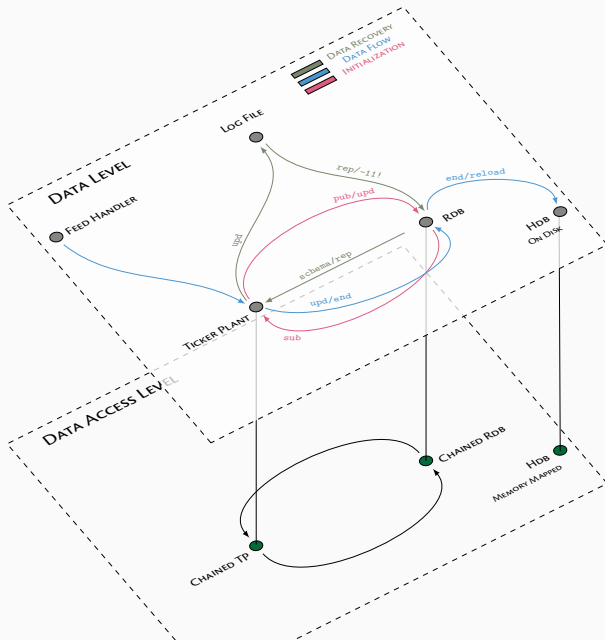 Data Recovery
Data Flow
Initialization
Log File
Data Level
rep/-11!
end/reload
Feed Handler
pub/upd
Rdb
Hdb
On Disk
upd
schema/rep
upd/end
Ticker Plant
sub
Data Access Level
Chained Rdb
Hdb
Memory Mapped
Chained TP